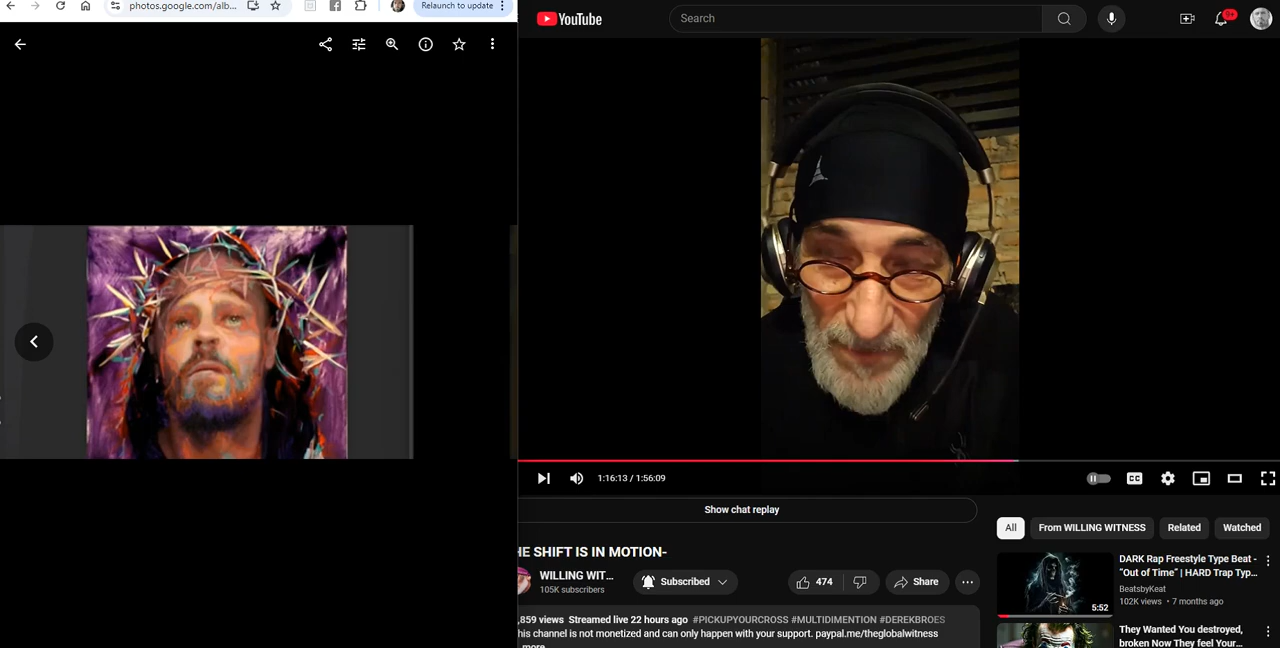 photos.google.com/alb...
Relaunch to update
YouTube
Search
9+
1:16:13 / 1:56:09
CC
Show chat replay
HE SHIFT IS IN MOTION-
WILLING WIT...
105K subscribers
Subscribed
474
Share
,859 views Streamed live 22 hours ago #PICKUPYOURCROSS #MULTIDIMENTION #DEREKBROES
his channel is not monetized and can only happen with your support. paypal.me/theglobalwitness
more
All
From WILLING WITNESS
Related
Watched
DARK Rap Freestyle Type Beat -
"Out of Time" | HARD Trap Typ...
BeatsbyKeat
102K views • 7 months ago
5:52
They Wanted You destroyed,
broken Now They feel Your...